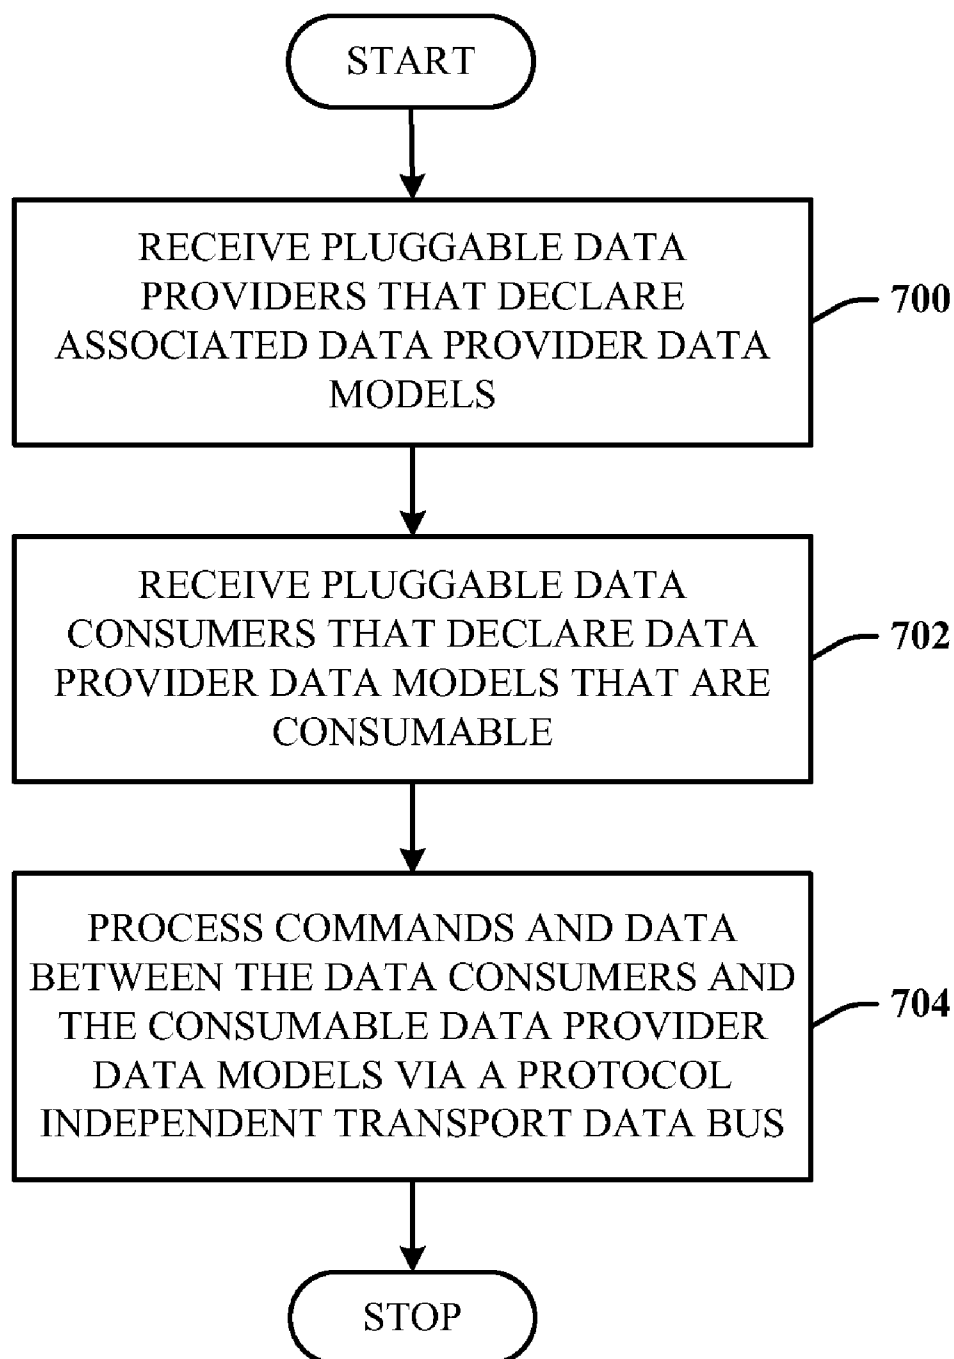 START
RECEIVE PLUGGABLE DATA
PROVIDERS THAT DECLARE
ASSOCIATED DATA PROVIDER DATA
MODELS
700
RECEIVE PLUGGABLE DATA
CONSUMERS THAT DECLARE DATA
PROVIDER DATA MODELS THAT ARE
CONSUMABLE
702
PROCESS COMMANDS AND DATA
BETWEEN THE DATA CONSUMERS AND
THE CONSUMABLE DATA PROVIDER
DATA MODELS VIA A PROTOCOL
INDEPENDENT TRANSPORT DATA BUS
704
STOP